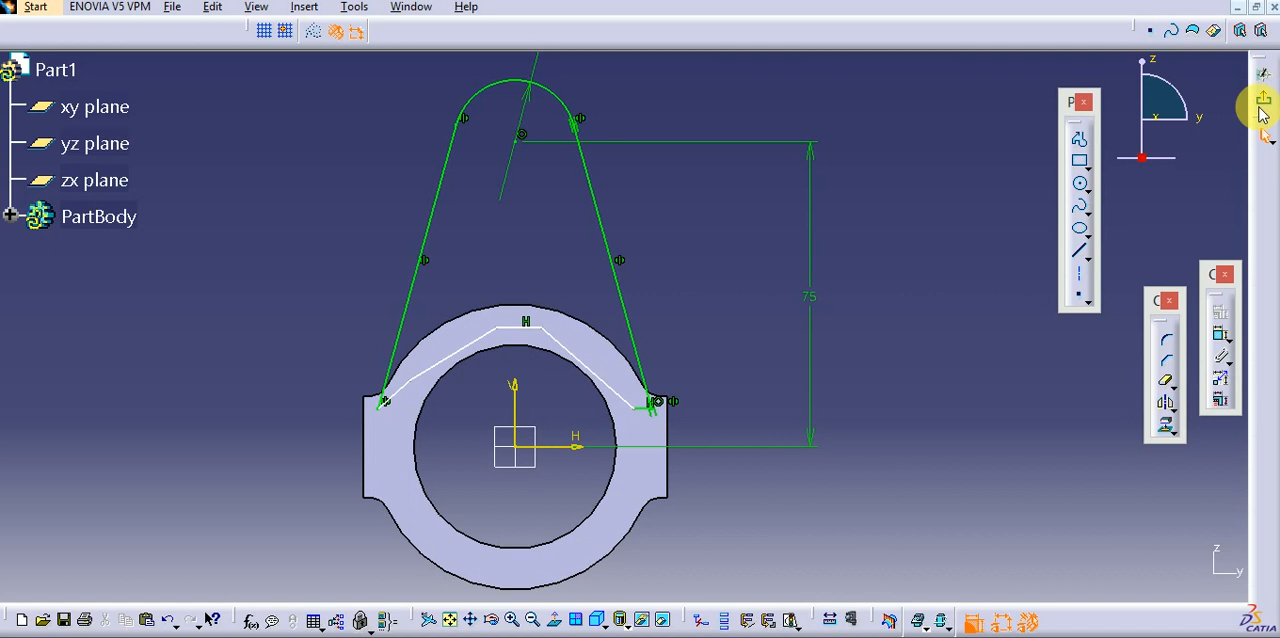 Start ENOVIA V5 VPM File Edit View Insert Tools Window Help
Part1
xy plane
yz plane
zx plane
PartBody
z
x
y
P x
C x
C x
H
75
V
H
z
y
f(x)
CATIA